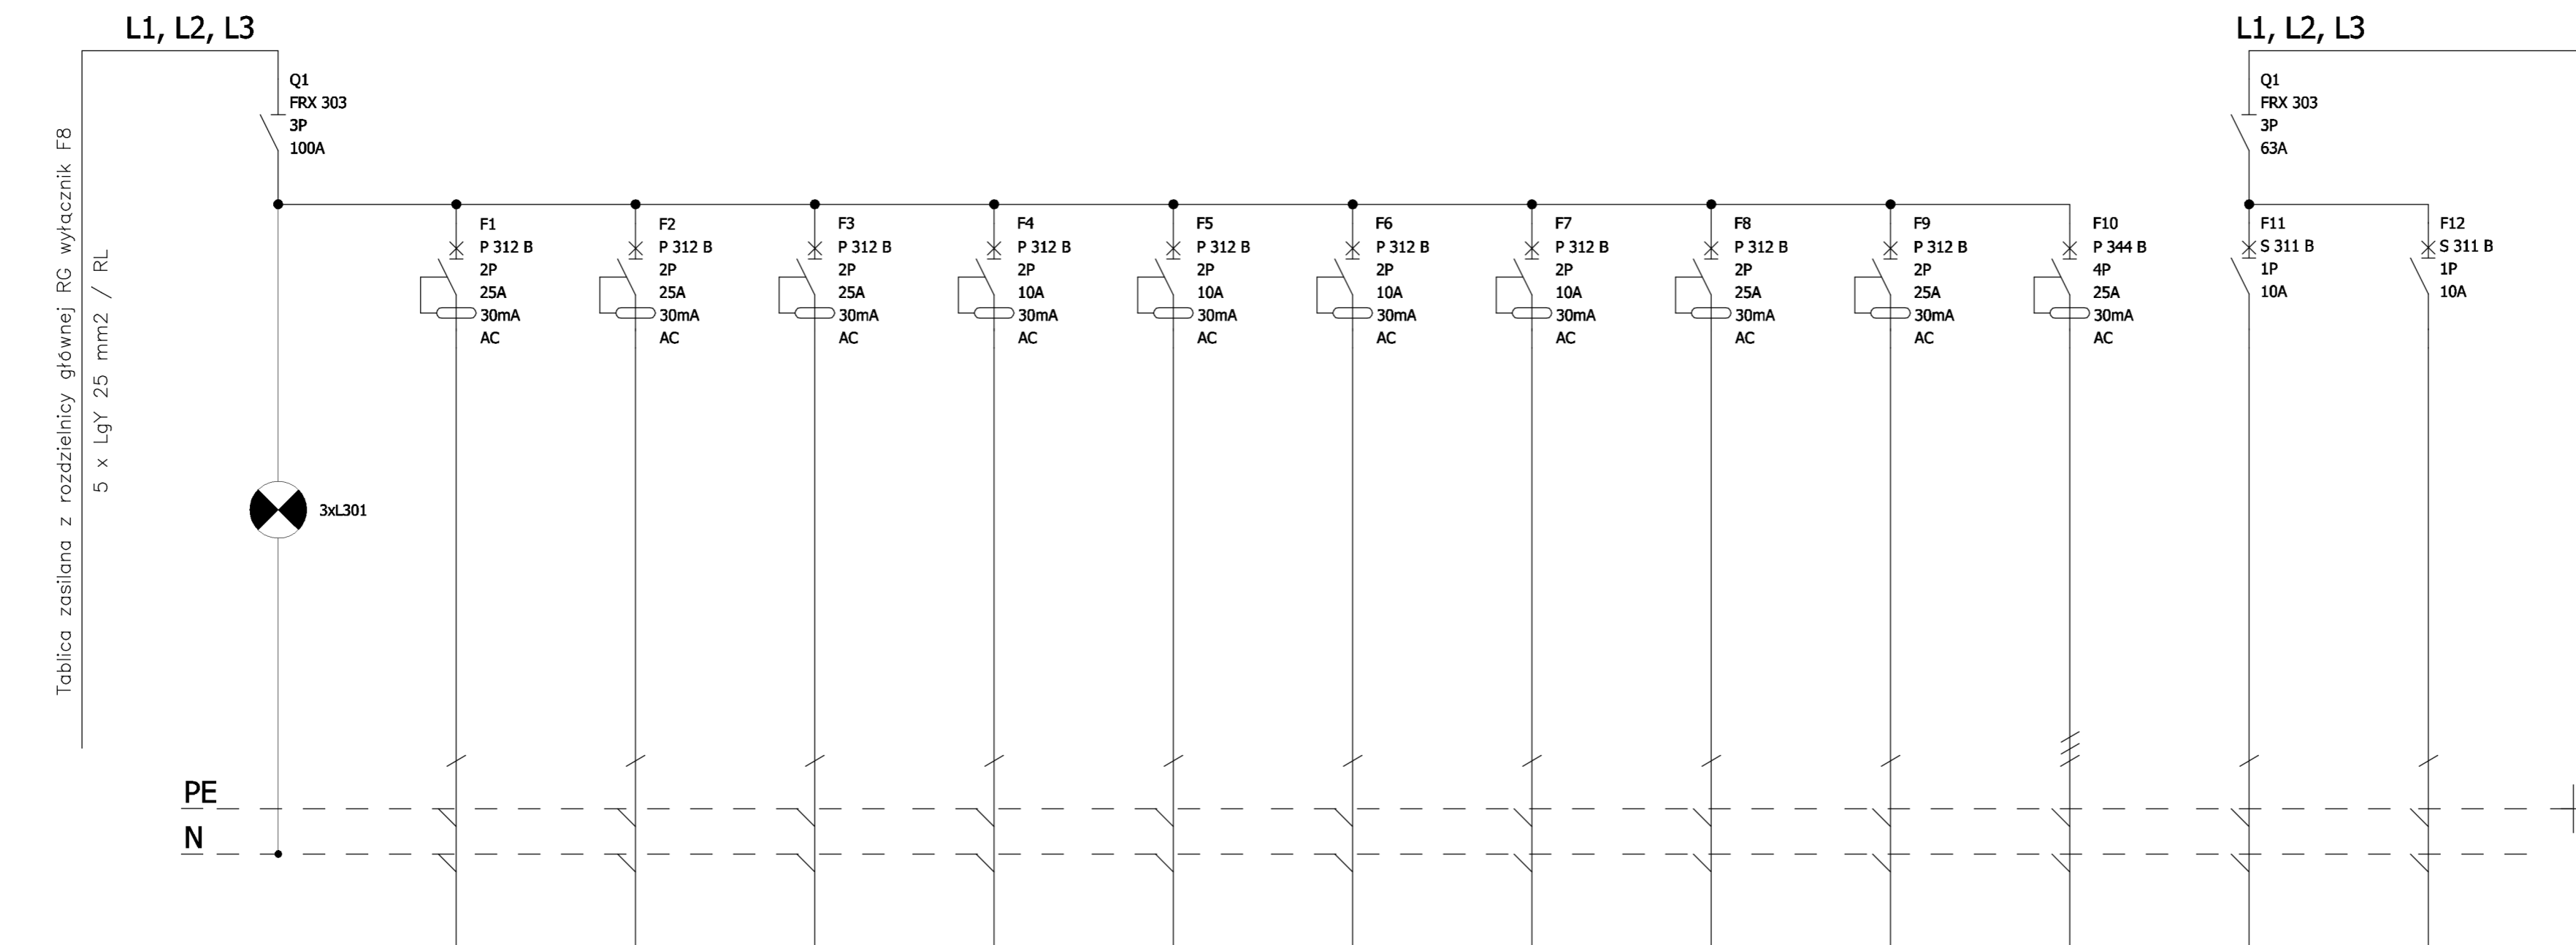 L1, L2, L3
Q1
FRX 303
3P
100A
Tablica zasilana z rozdzielnicy głównej RG wyłącznik F8
5 x LgY 25 mm2 / RL
3xL301
F1
P 312 B
2P
25A
30mA
AC
F2
P 312 B
2P
25A
30mA
AC
F3
P 312 B
2P
25A
30mA
AC
F4
P 312 B
2P
10A
30mA
AC
F5
P 312 B
2P
10A
30mA
AC
F6
P 312 B
2P
10A
30mA
AC
F7
P 312 B
2P
10A
30mA
AC
F8
P 312 B
2P
25A
30mA
AC
F9
P 312 B
2P
25A
30mA
AC
F10
P 344 B
4P
25A
30mA
AC
L1, L2, L3
Q1
FRX 303
3P
63A
F11
S 311 B
1P
10A
F12
S 311 B
1P
10A
PE
N